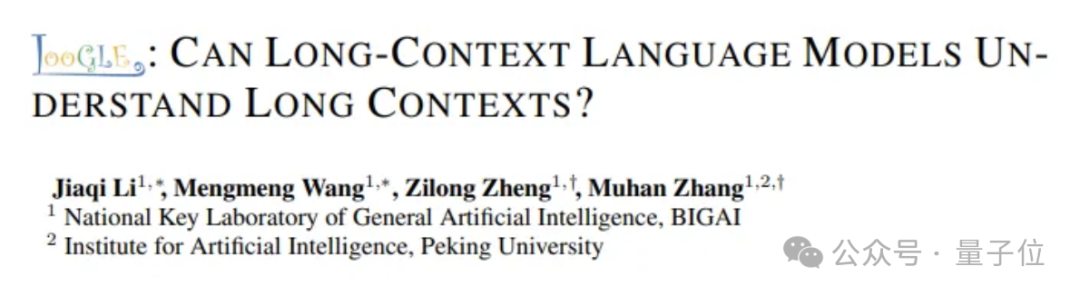 LooGLE: CAN LONG-CONTEXT LANGUAGE MODELS UN-
DERSTAND LONG CONTEXTS?
Jiaqi Li1,*, Mengmeng Wang1,*, Zilong Zheng1,†, Muhan Zhang1,2,†
1 National Key Laboratory of General Artificial Intelligence, BIGAI
2 Institute for Artificial Intelligence, Peking University
公众号 · 量子位